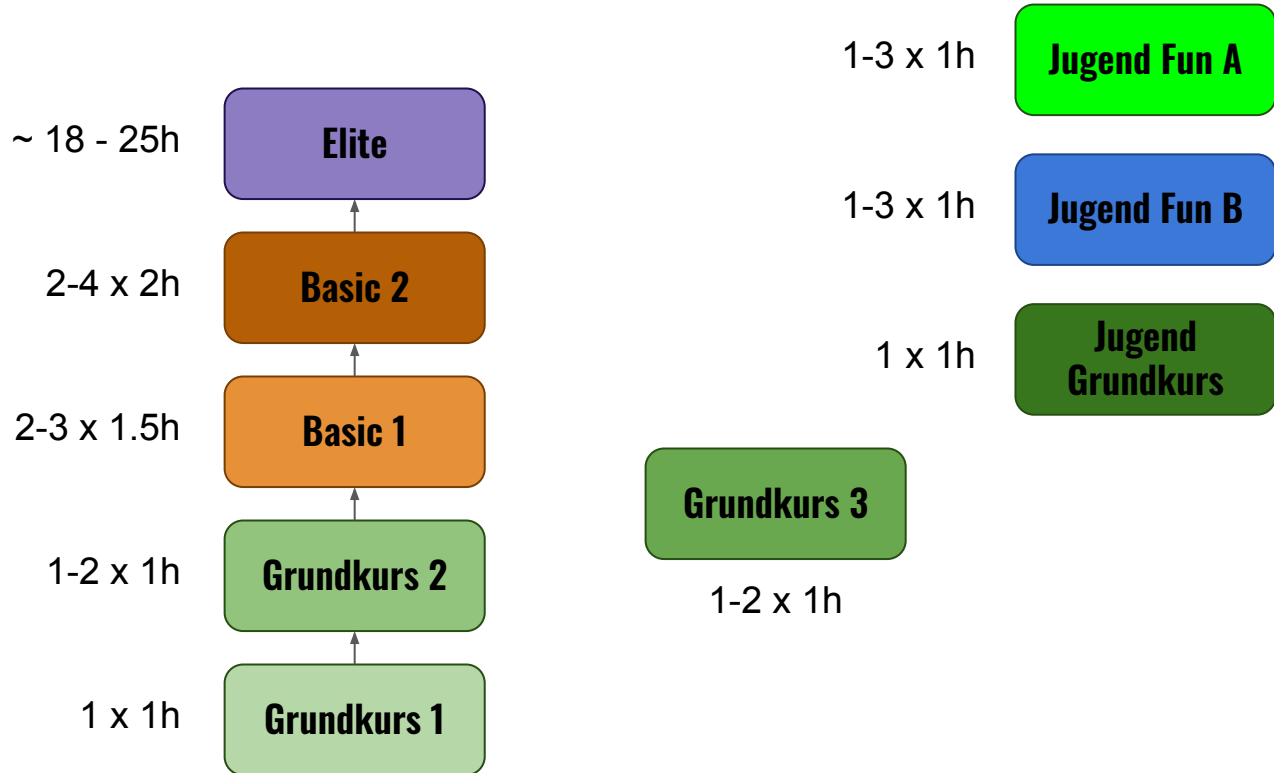 1-3 x 1h
Jugend Fun A
~ 18 - 25h
Elite
1-3 x 1h
Jugend Fun B
2-4 x 2h
Basic 2
1 x 1h
Jugend
Grundkurs
2-3 x 1.5h
Basic 1
Grundkurs 3
1-2 x 1h
1-2 x 1h
Grundkurs 2
1 x 1h
Grundkurs 1